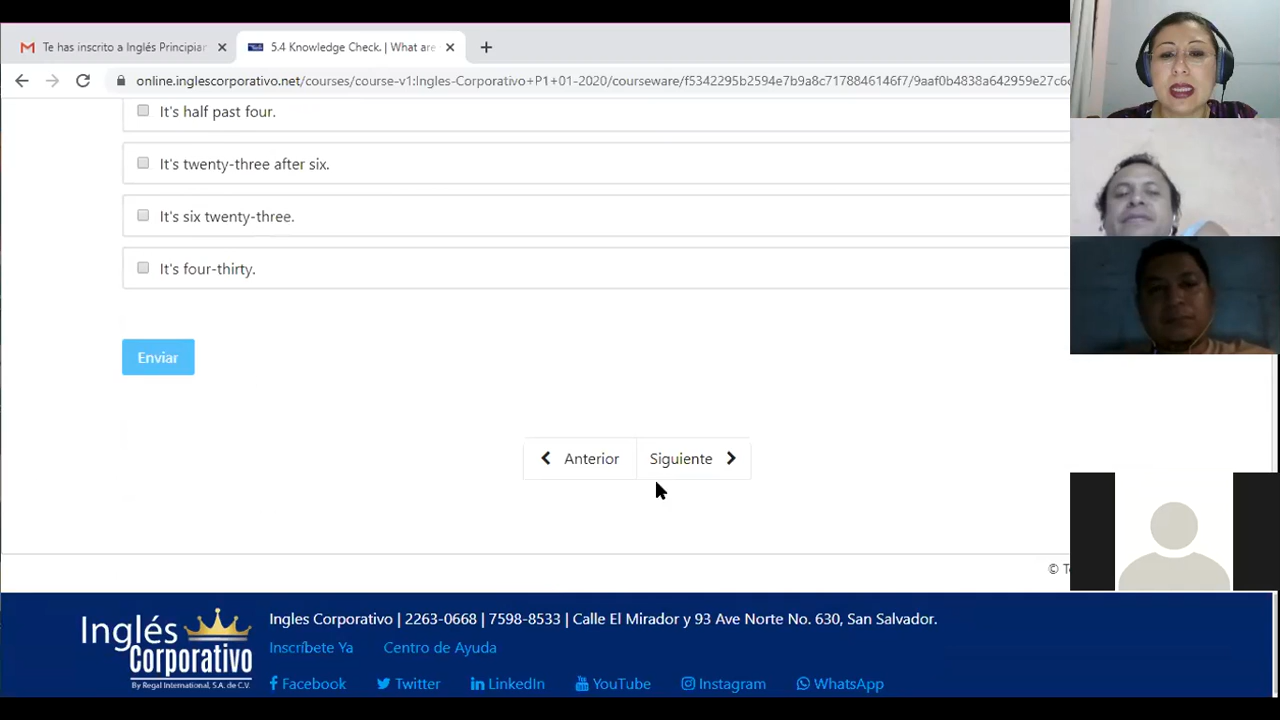 Te has inscrito a Inglés Principian
5.4 Knowledge Check. | What are
online.inglescorporativo.net/courses/course-v1:Ingles-Corporativo+P1+01-2020/courseware/f5342295b2594e7b9a8c7178846146f7/9aaf0b4838a642959e27c6c
It's half past four.
It's twenty-three after six.
It's six twenty-three.
It's four-thirty.
Enviar
Anterior Siguiente
© T
Inglés Corporativo
By Regal International, S.A. de C.V.
Ingles Corporativo | 2263-0668 | 7598-8533 | Calle El Mirador y 93 Ave Norte No. 630, San Salvador.
Inscríbete Ya Centro de Ayuda
Facebook Twitter LinkedIn YouTube Instagram WhatsApp